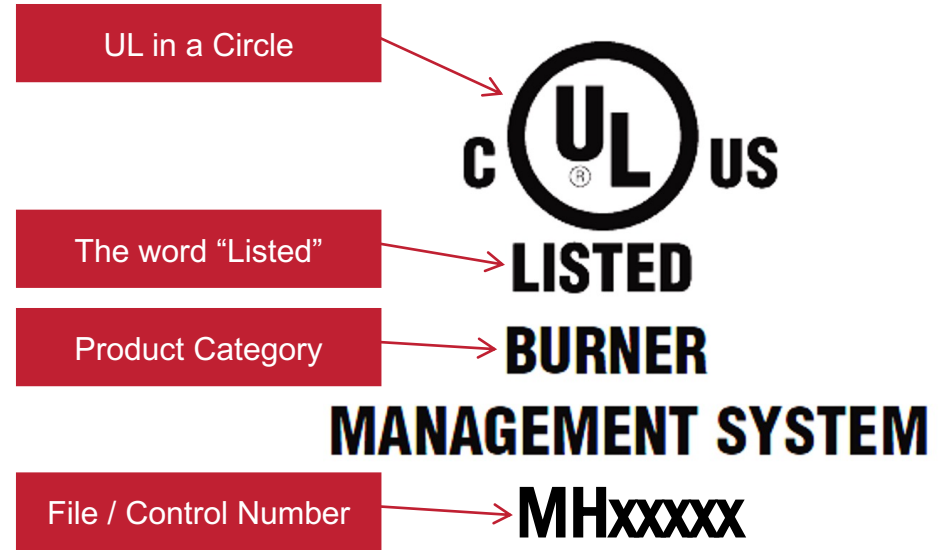 UL in a Circle
C UL US
®
The word “Listed”
LISTED
Product Category
BURNER
MANAGEMENT SYSTEM
File / Control Number
MHxxxxx